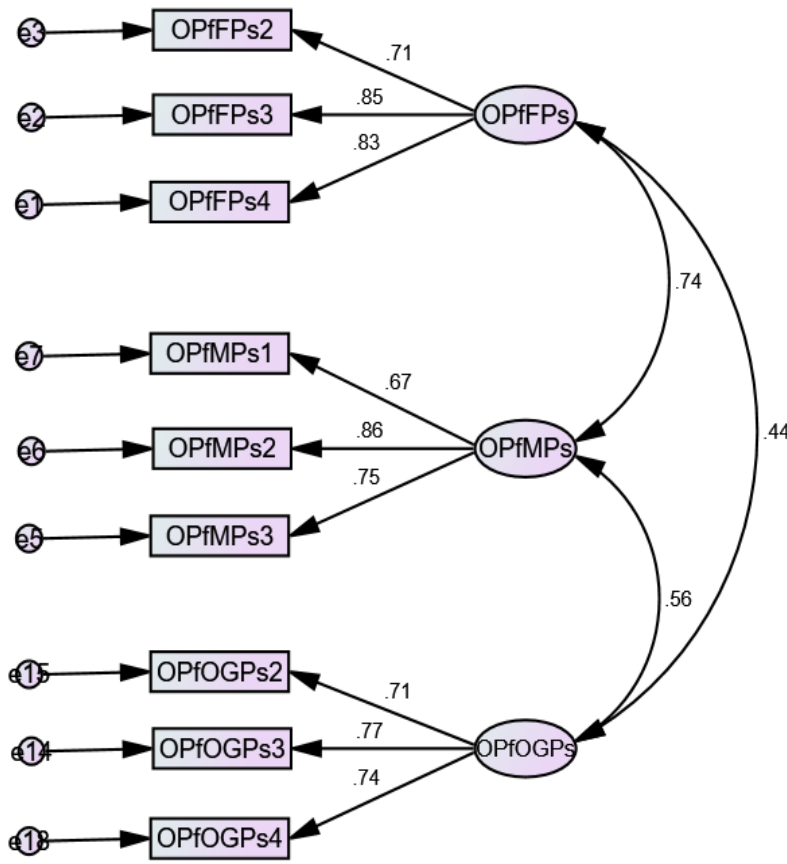 e3
OPfFPs2
.71
e2
OPfFPs3
.85
OPfFPs
e1
OPfFPs4
.83
.74
e7
OPfMPs1
.67
e6
OPfMPs2
.86
OPfMPs
.44
e5
OPfMPs3
.75
.56
e15
OPfOGPs2
.71
e14
OPfOGPs3
.77
OPfOGPs
e18
OPfOGPs4
.74